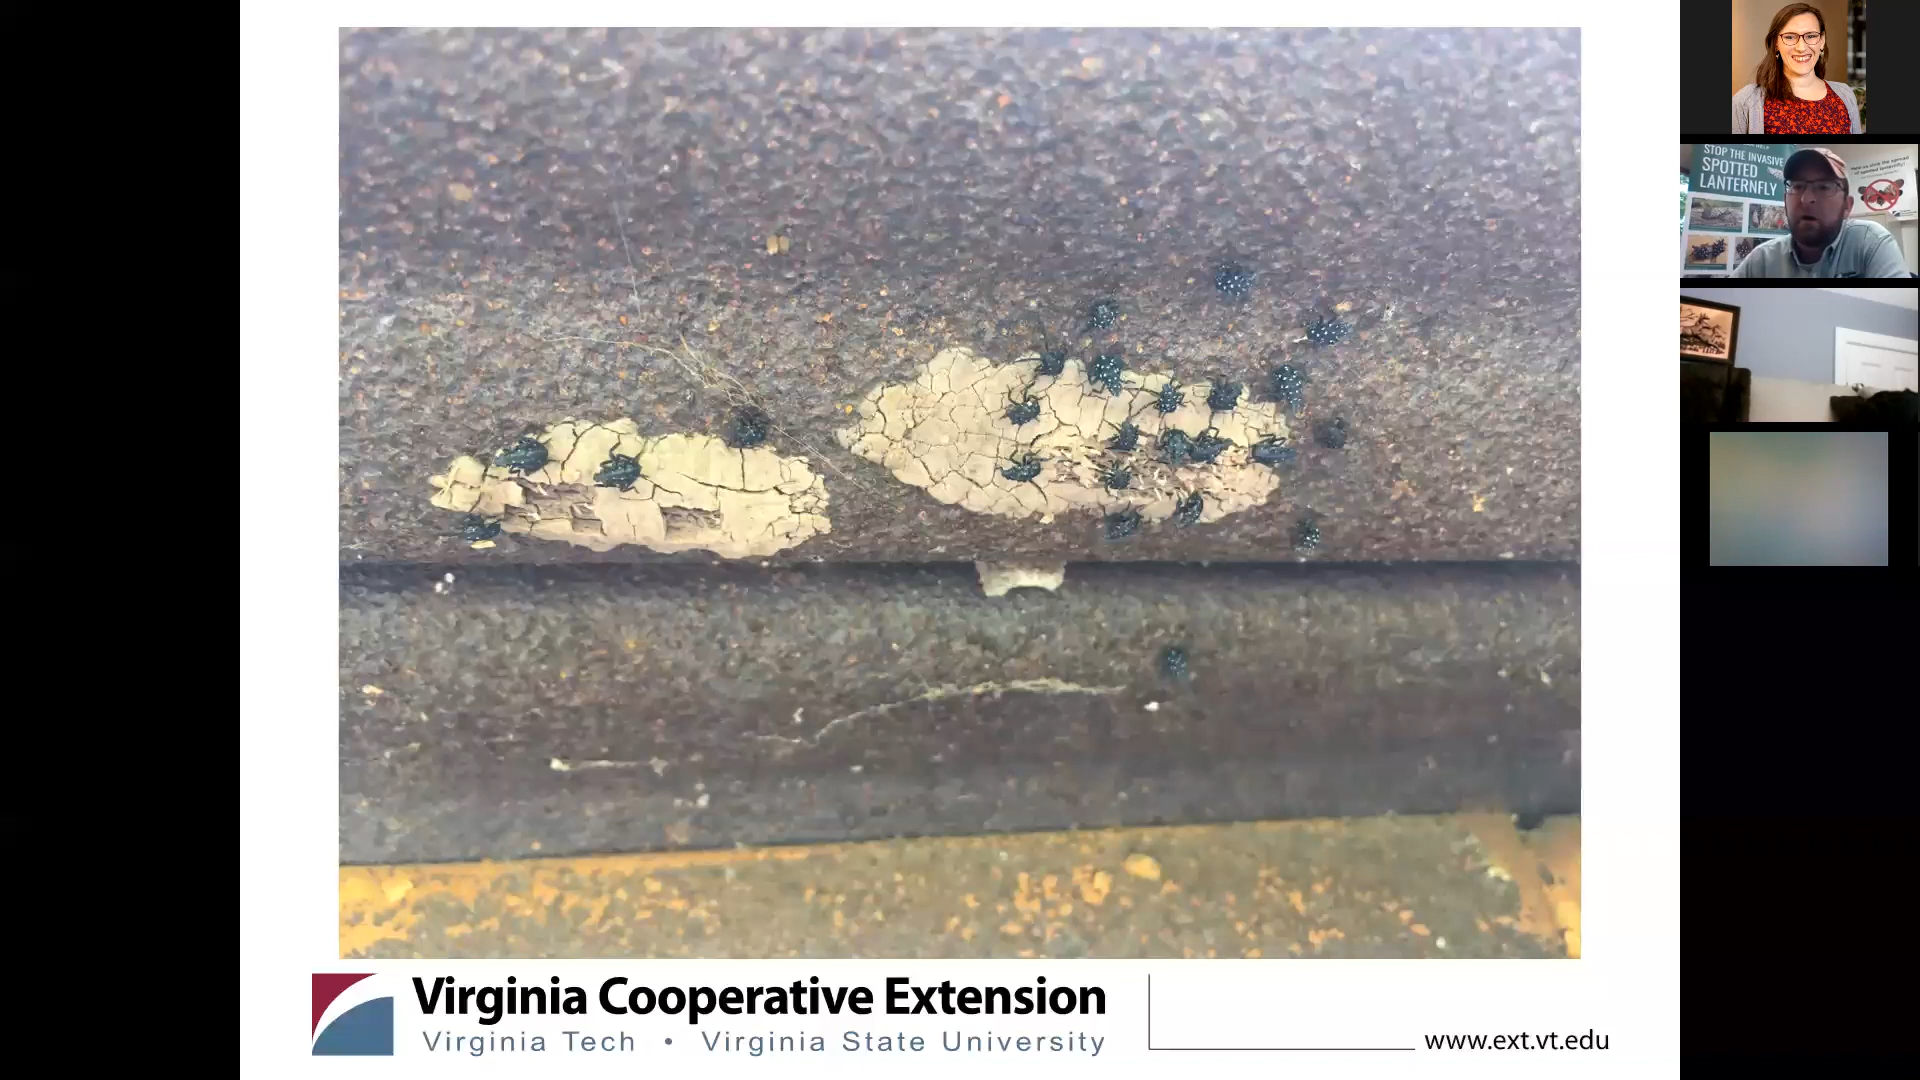 Virginia Cooperative Extension
Virginia Tech • Virginia State University
www.ext.vt.edu
STOP THE INVASIVE
SPOTTED
LANTERNFLY